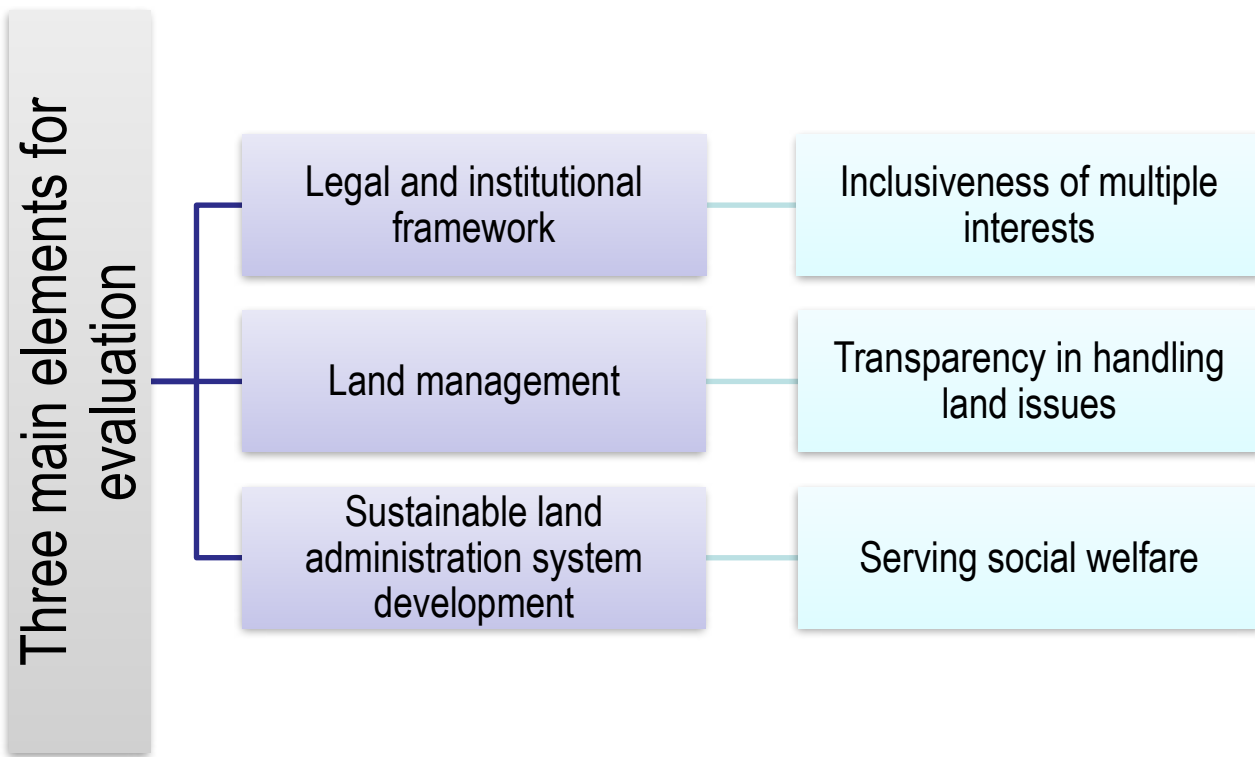 Three main elements for
evaluation
Legal and institutional
framework
Inclusiveness of multiple
interests
Land management
Transparency in handling
land issues
Sustainable land
administration system
development
Serving social welfare